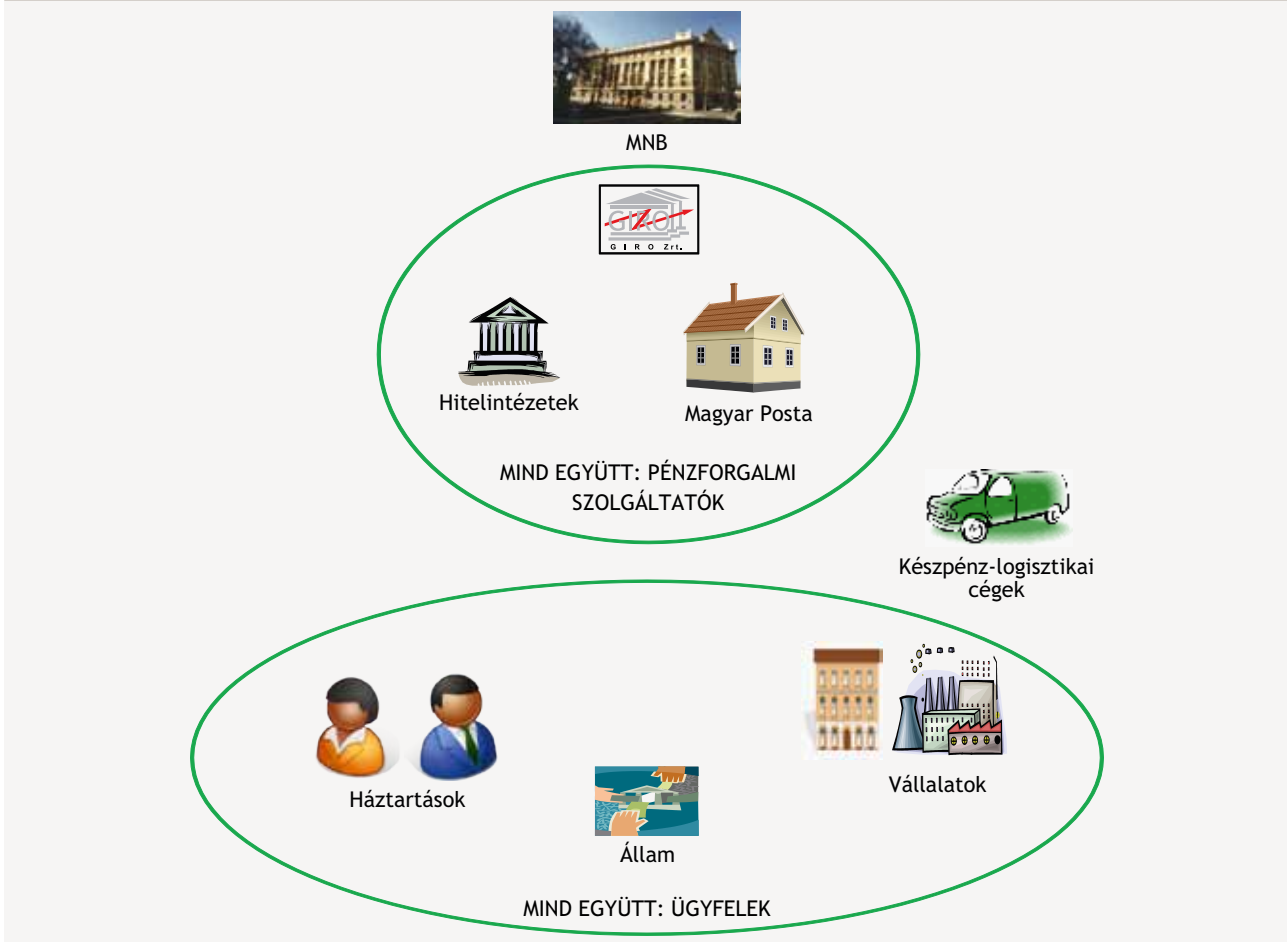 MNB
GIRO
GIRO Zrt.
Hitelintézetek
Magyar Posta
MIND EGYÜTT: PÉNZFORGALMI
SZOLGÁLTATÓK
Készpénz-logisztikai
cégek
Háztartások
Vállalatok
Állam
MIND EGYÜTT: ÜGYFELEK